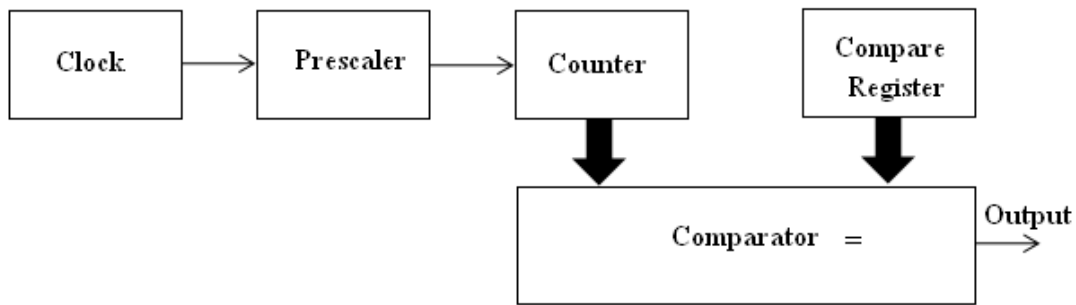 Clock
Prescaler
Counter
Compare
Register
Comparator =
Output